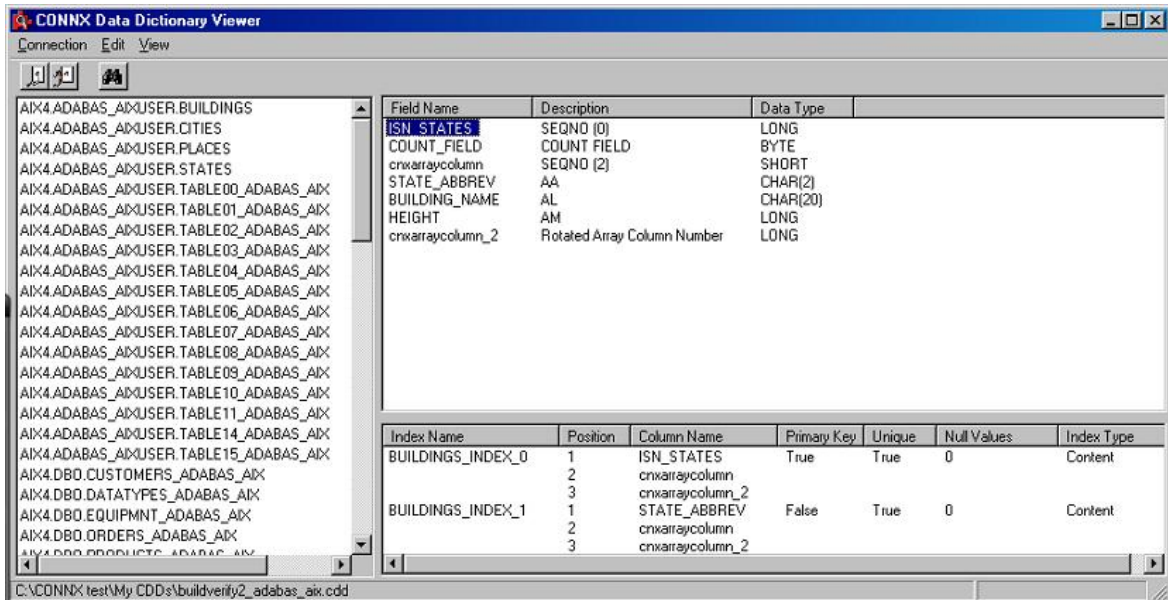 CONNX Data Dictionary Viewer
Connection Edit View
AIX4.ADABAS_AIXUSER.BUILDINGS
AIX4.ADABAS_AIXUSER.CITIES
AIX4.ADABAS_AIXUSER.PLACES
AIX4.ADABAS_AIXUSER.STATES
AIX4.ADABAS_AIXUSER.TABLE00_ADABAS_AIX
AIX4.ADABAS_AIXUSER.TABLE01_ADABAS_AIX
AIX4.ADABAS_AIXUSER.TABLE02_ADABAS_AIX
AIX4.ADABAS_AIXUSER.TABLE03_ADABAS_AIX
AIX4.ADABAS_AIXUSER.TABLE04_ADABAS_AIX
AIX4.ADABAS_AIXUSER.TABLE05_ADABAS_AIX
AIX4.ADABAS_AIXUSER.TABLE06_ADABAS_AIX
AIX4.ADABAS_AIXUSER.TABLE07_ADABAS_AIX
AIX4.ADABAS_AIXUSER.TABLE08_ADABAS_AIX
AIX4.ADABAS_AIXUSER.TABLE09_ADABAS_AIX
AIX4.ADABAS_AIXUSER.TABLE10_ADABAS_AIX
AIX4.ADABAS_AIXUSER.TABLE11_ADABAS_AIX
AIX4.ADABAS_AIXUSER.TABLE14_ADABAS_AIX
AIX4.ADABAS_AIXUSER.TABLE15_ADABAS_AIX
AIX4.DBO.CUSTOMERS_ADABAS_AIX
AIX4.DBO.DATATYPES_ADABAS_AIX
AIX4.DBO.EQUIPMNT_ADABAS_AIX
AIX4.DBO.ORDERS_ADABAS_AIX
AIX4.DBO.PRODUCTS_ADABAS_AIX
Field Name Description Data Type
ISN_STATES SEQNO (0) LONG
COUNT_FIELD COUNT FIELD BYTE
cnxarraycolumn SEQNO (2) SHORT
STATE_ABBREV AA CHAR(2)
BUILDING_NAME AL CHAR(20)
HEIGHT AM LONG
cnxarraycolumn_2 Rotated Array Column Number LONG
Index Name Position Column Name Primary Key Unique Null Values Index Type
BUILDINGS_INDEX_0 1 ISN_STATES True True 0 Content
2 cnxarraycolumn
3 cnxarraycolumn_2
BUILDINGS_INDEX_1 1 STATE_ABBREV False True 0 Content
2 cnxarraycolumn
3 cnxarraycolumn_2
C:\CONNX test\My CDDs\buildverify2_adabas_aix.cdd